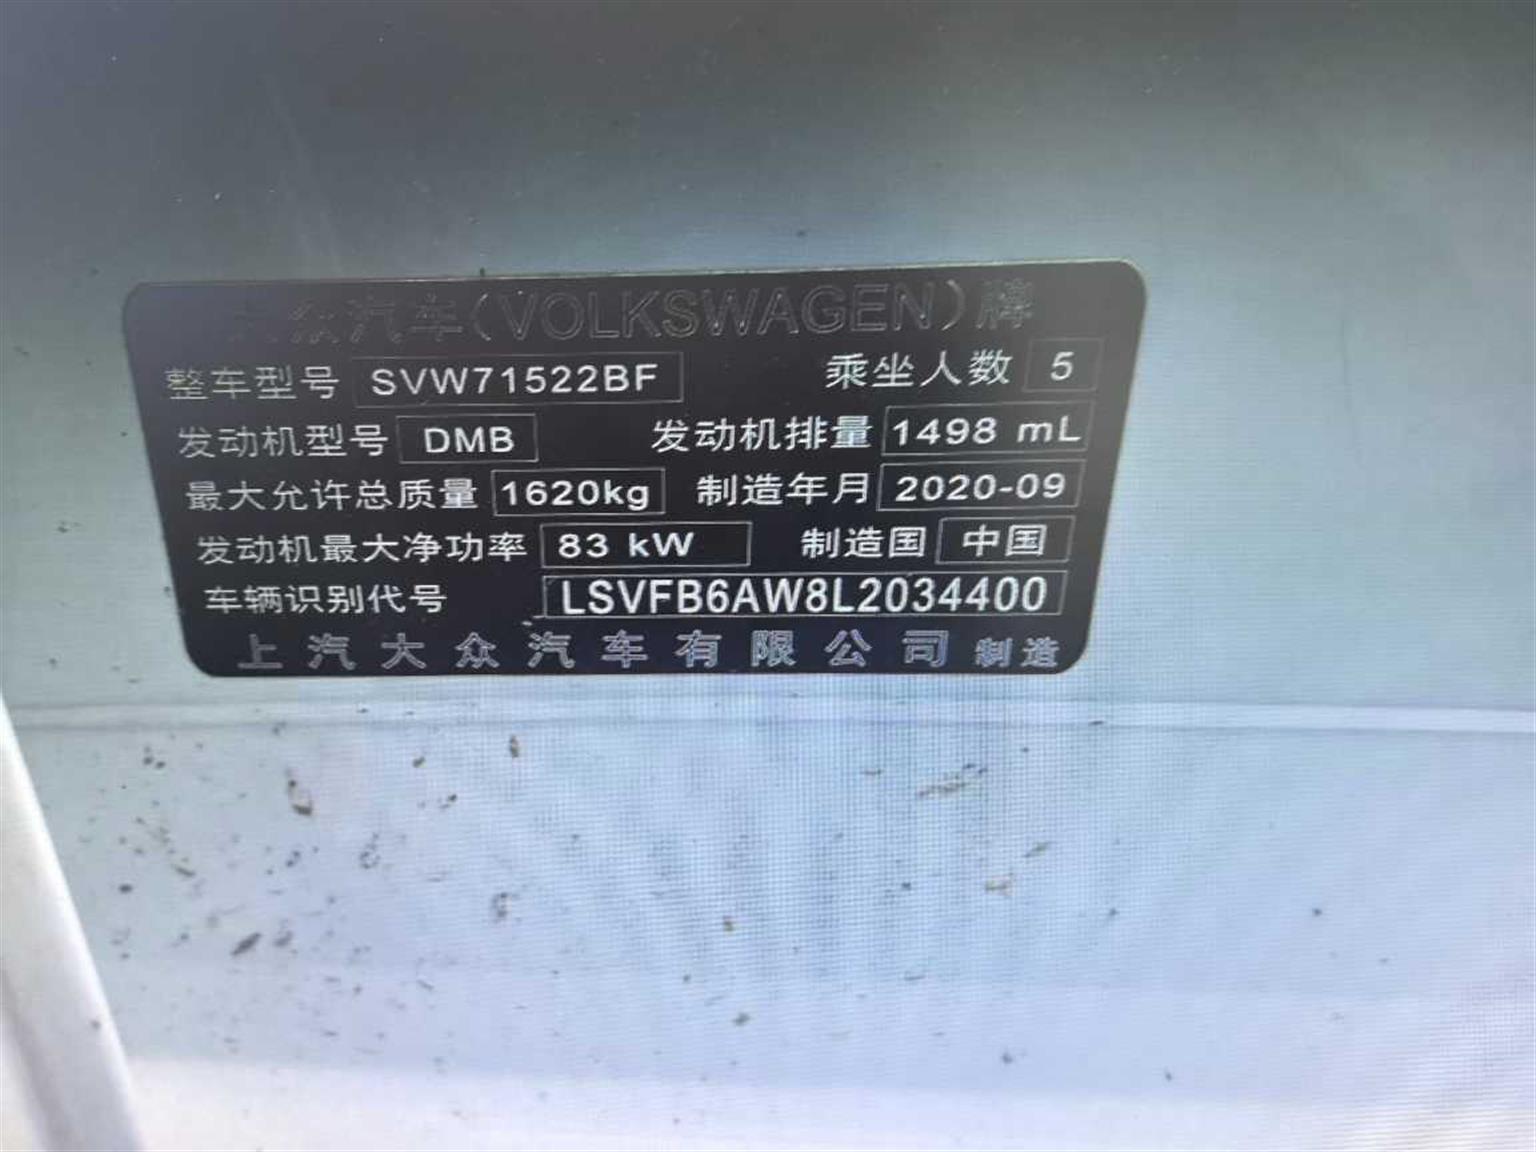 大众汽车(VOLKSWAGEN)牌
整车型号 SVW71522BF 乘坐人数 5
发动机型号 DMB 发动机排量 1498 mL
最大允许总质量 1620kg 制造年月 2020-09
发动机最大净功率 83 kW 制造国 中国
车辆识别代号 LSVFB6AW8L2034400
上汽大众汽车有限公司 制造